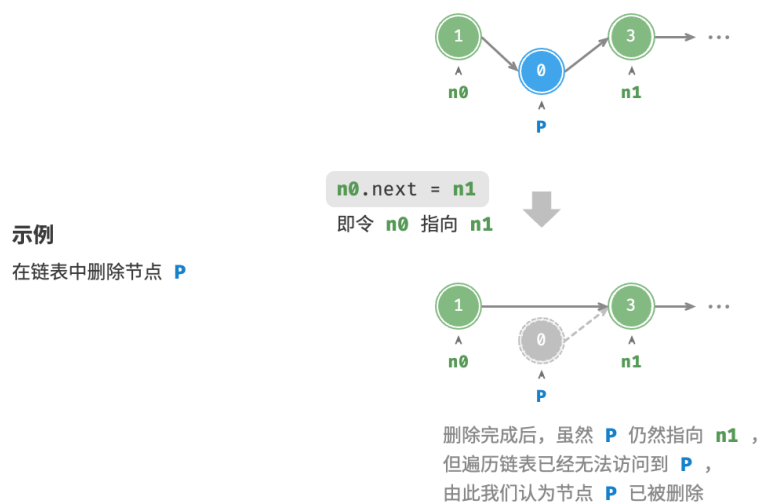 1
3
...
0
n0
n1
P
n0.next = n1
即令 n0 指向 n1
示例
在链表中删除节点 P
1
3
...
0
n0
n1
P
删除完成后，虽然 P 仍然指向 n1 ，
但遍历链表已经无法访问到 P ，
由此我们认为节点 P 已被删除